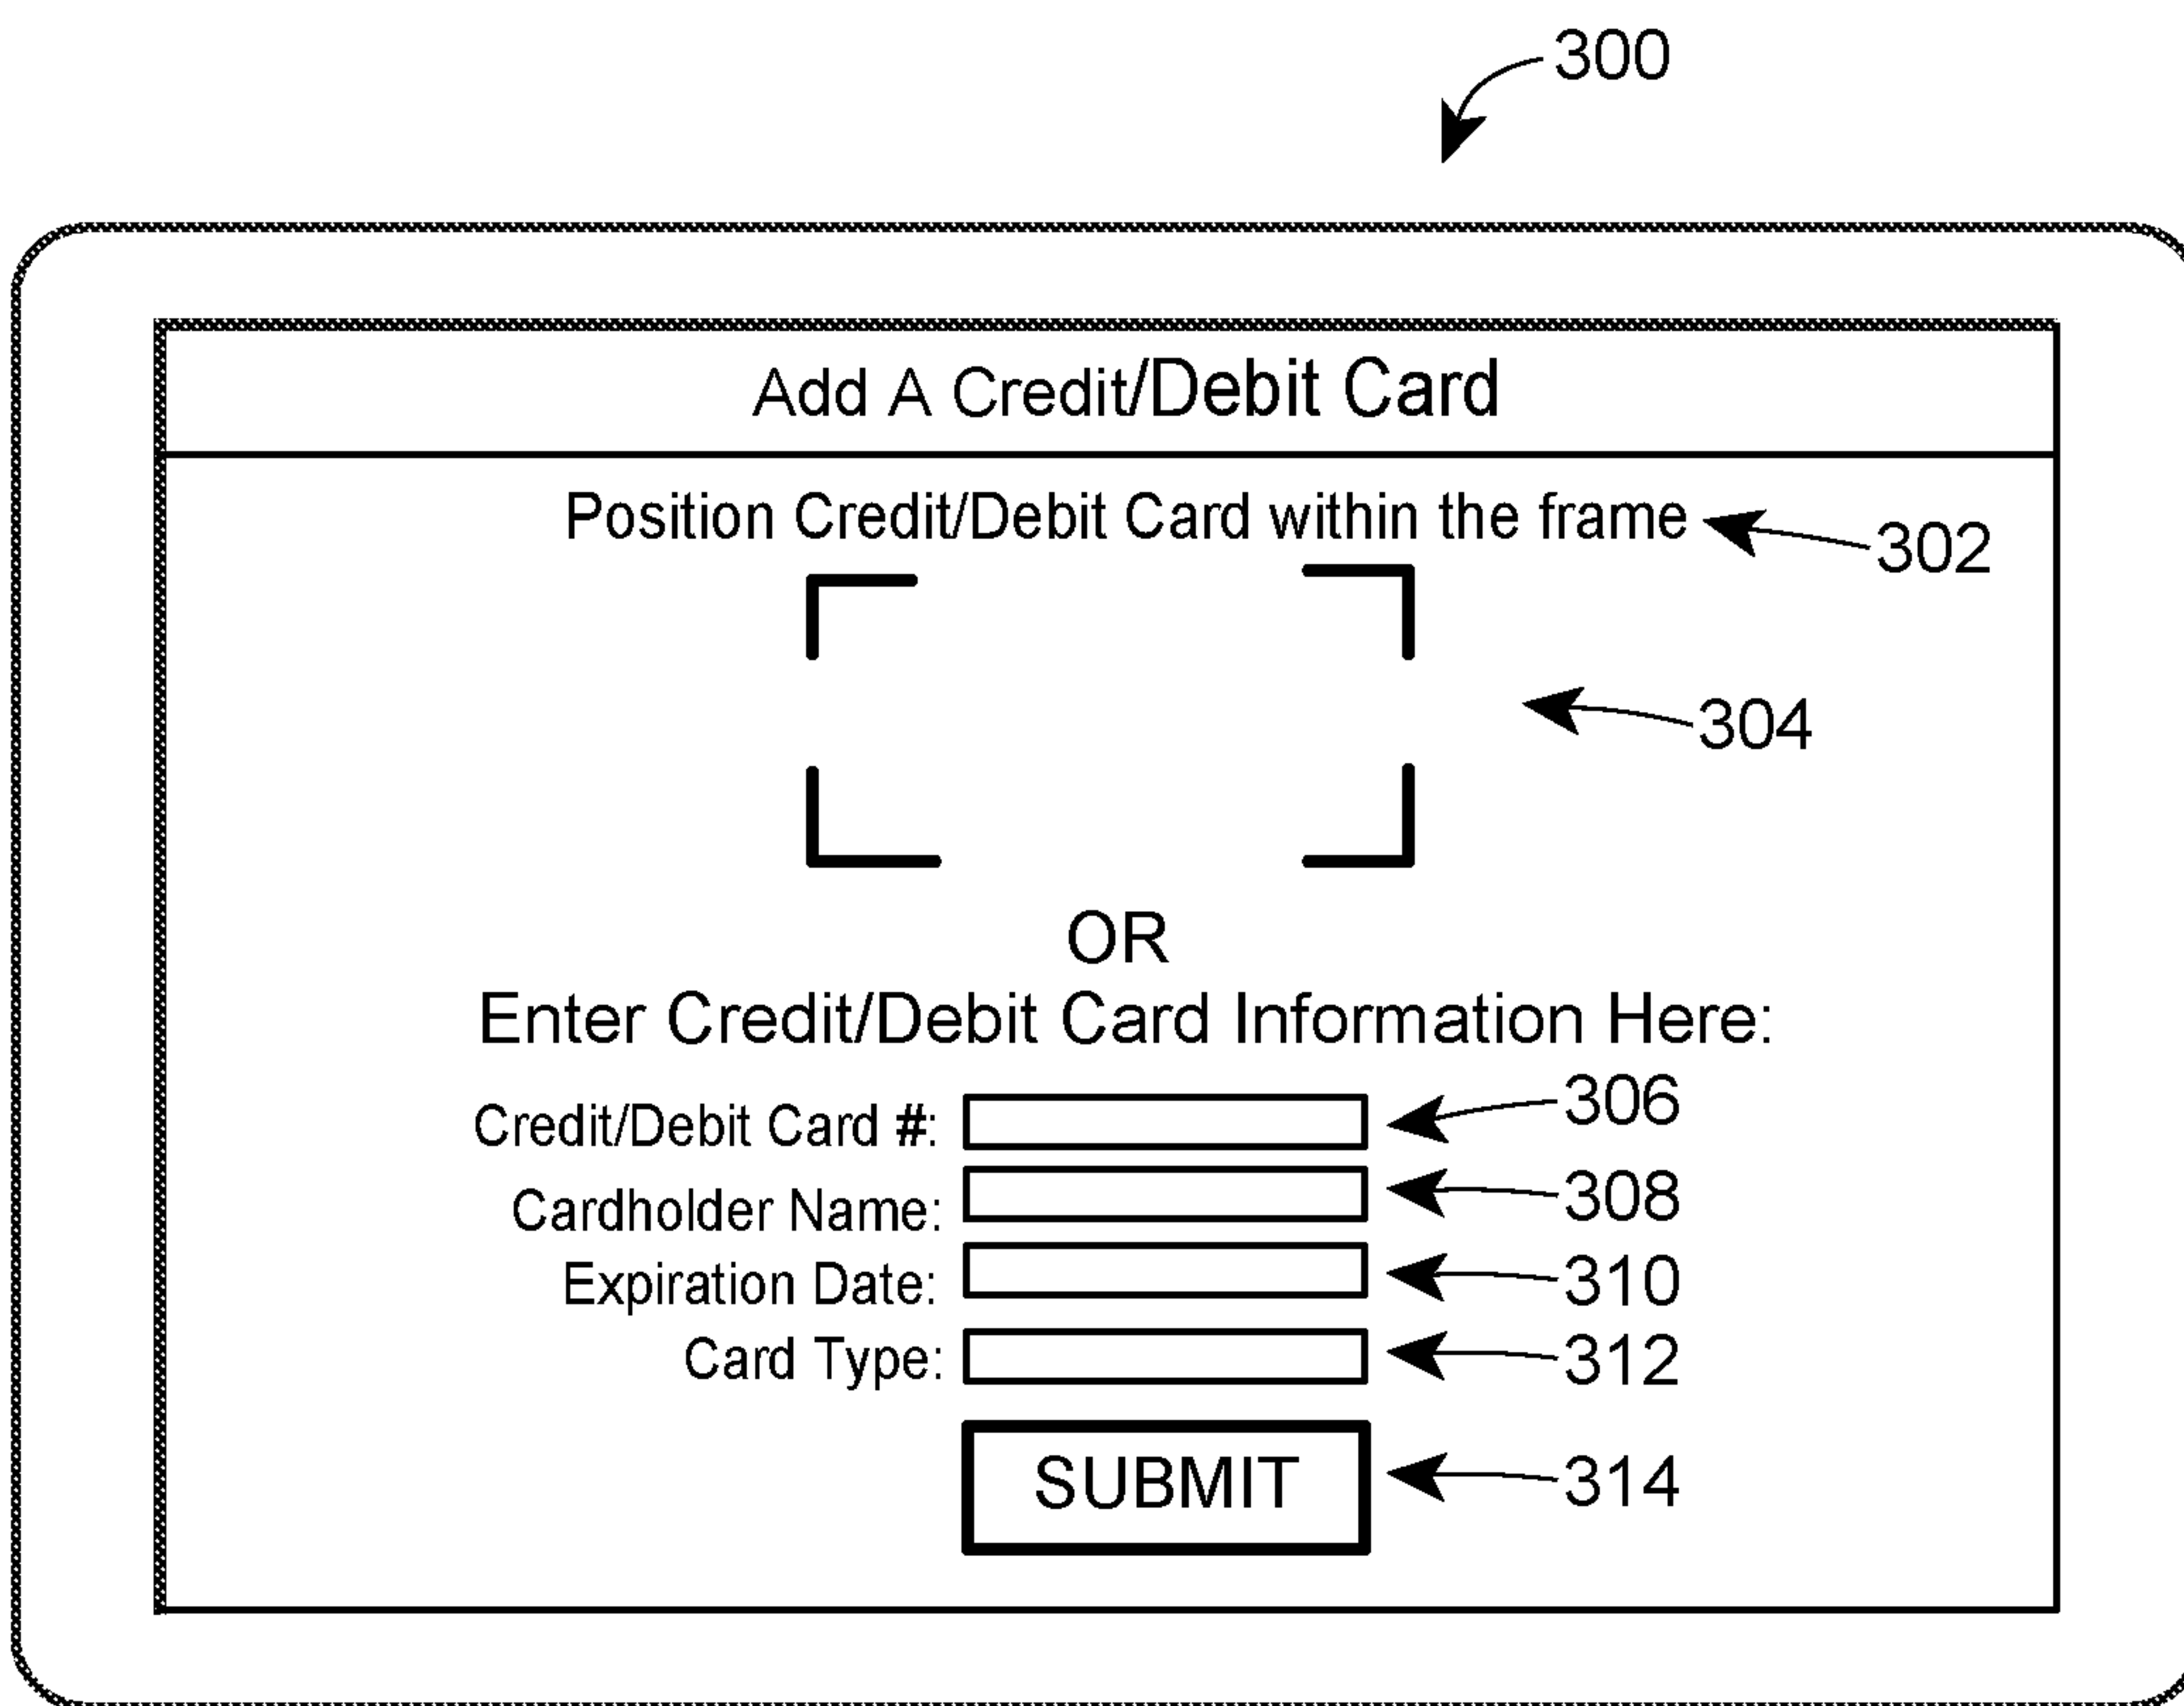 300
Add A Credit/Debit Card
Position Credit/Debit Card within the frame 302
304
OR
Enter Credit/Debit Card Information Here:
Credit/Debit Card #: 306
Cardholder Name: 308
Expiration Date: 310
Card Type: 312
SUBMIT 314